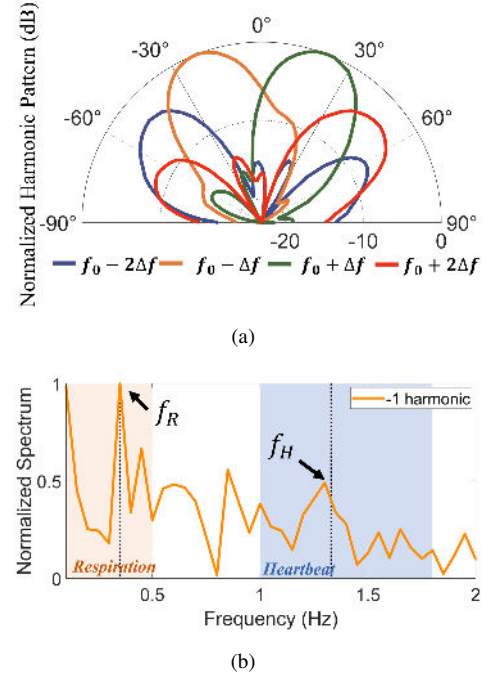 Normalized Harmonic Pattern (dB)
0°
-30° 30°
-60° 60°
-90° 90°
-20 -10 0
f₀ − 2Δf f₀ − Δf f₀ + Δf f₀ + 2Δf
(a)
Normalized Spectrum
1
-1 harmonic
f_R
f_H
0.5
0
Respiration Heartbeat
0.5 1 1.5 2
Frequency (Hz)
(b)